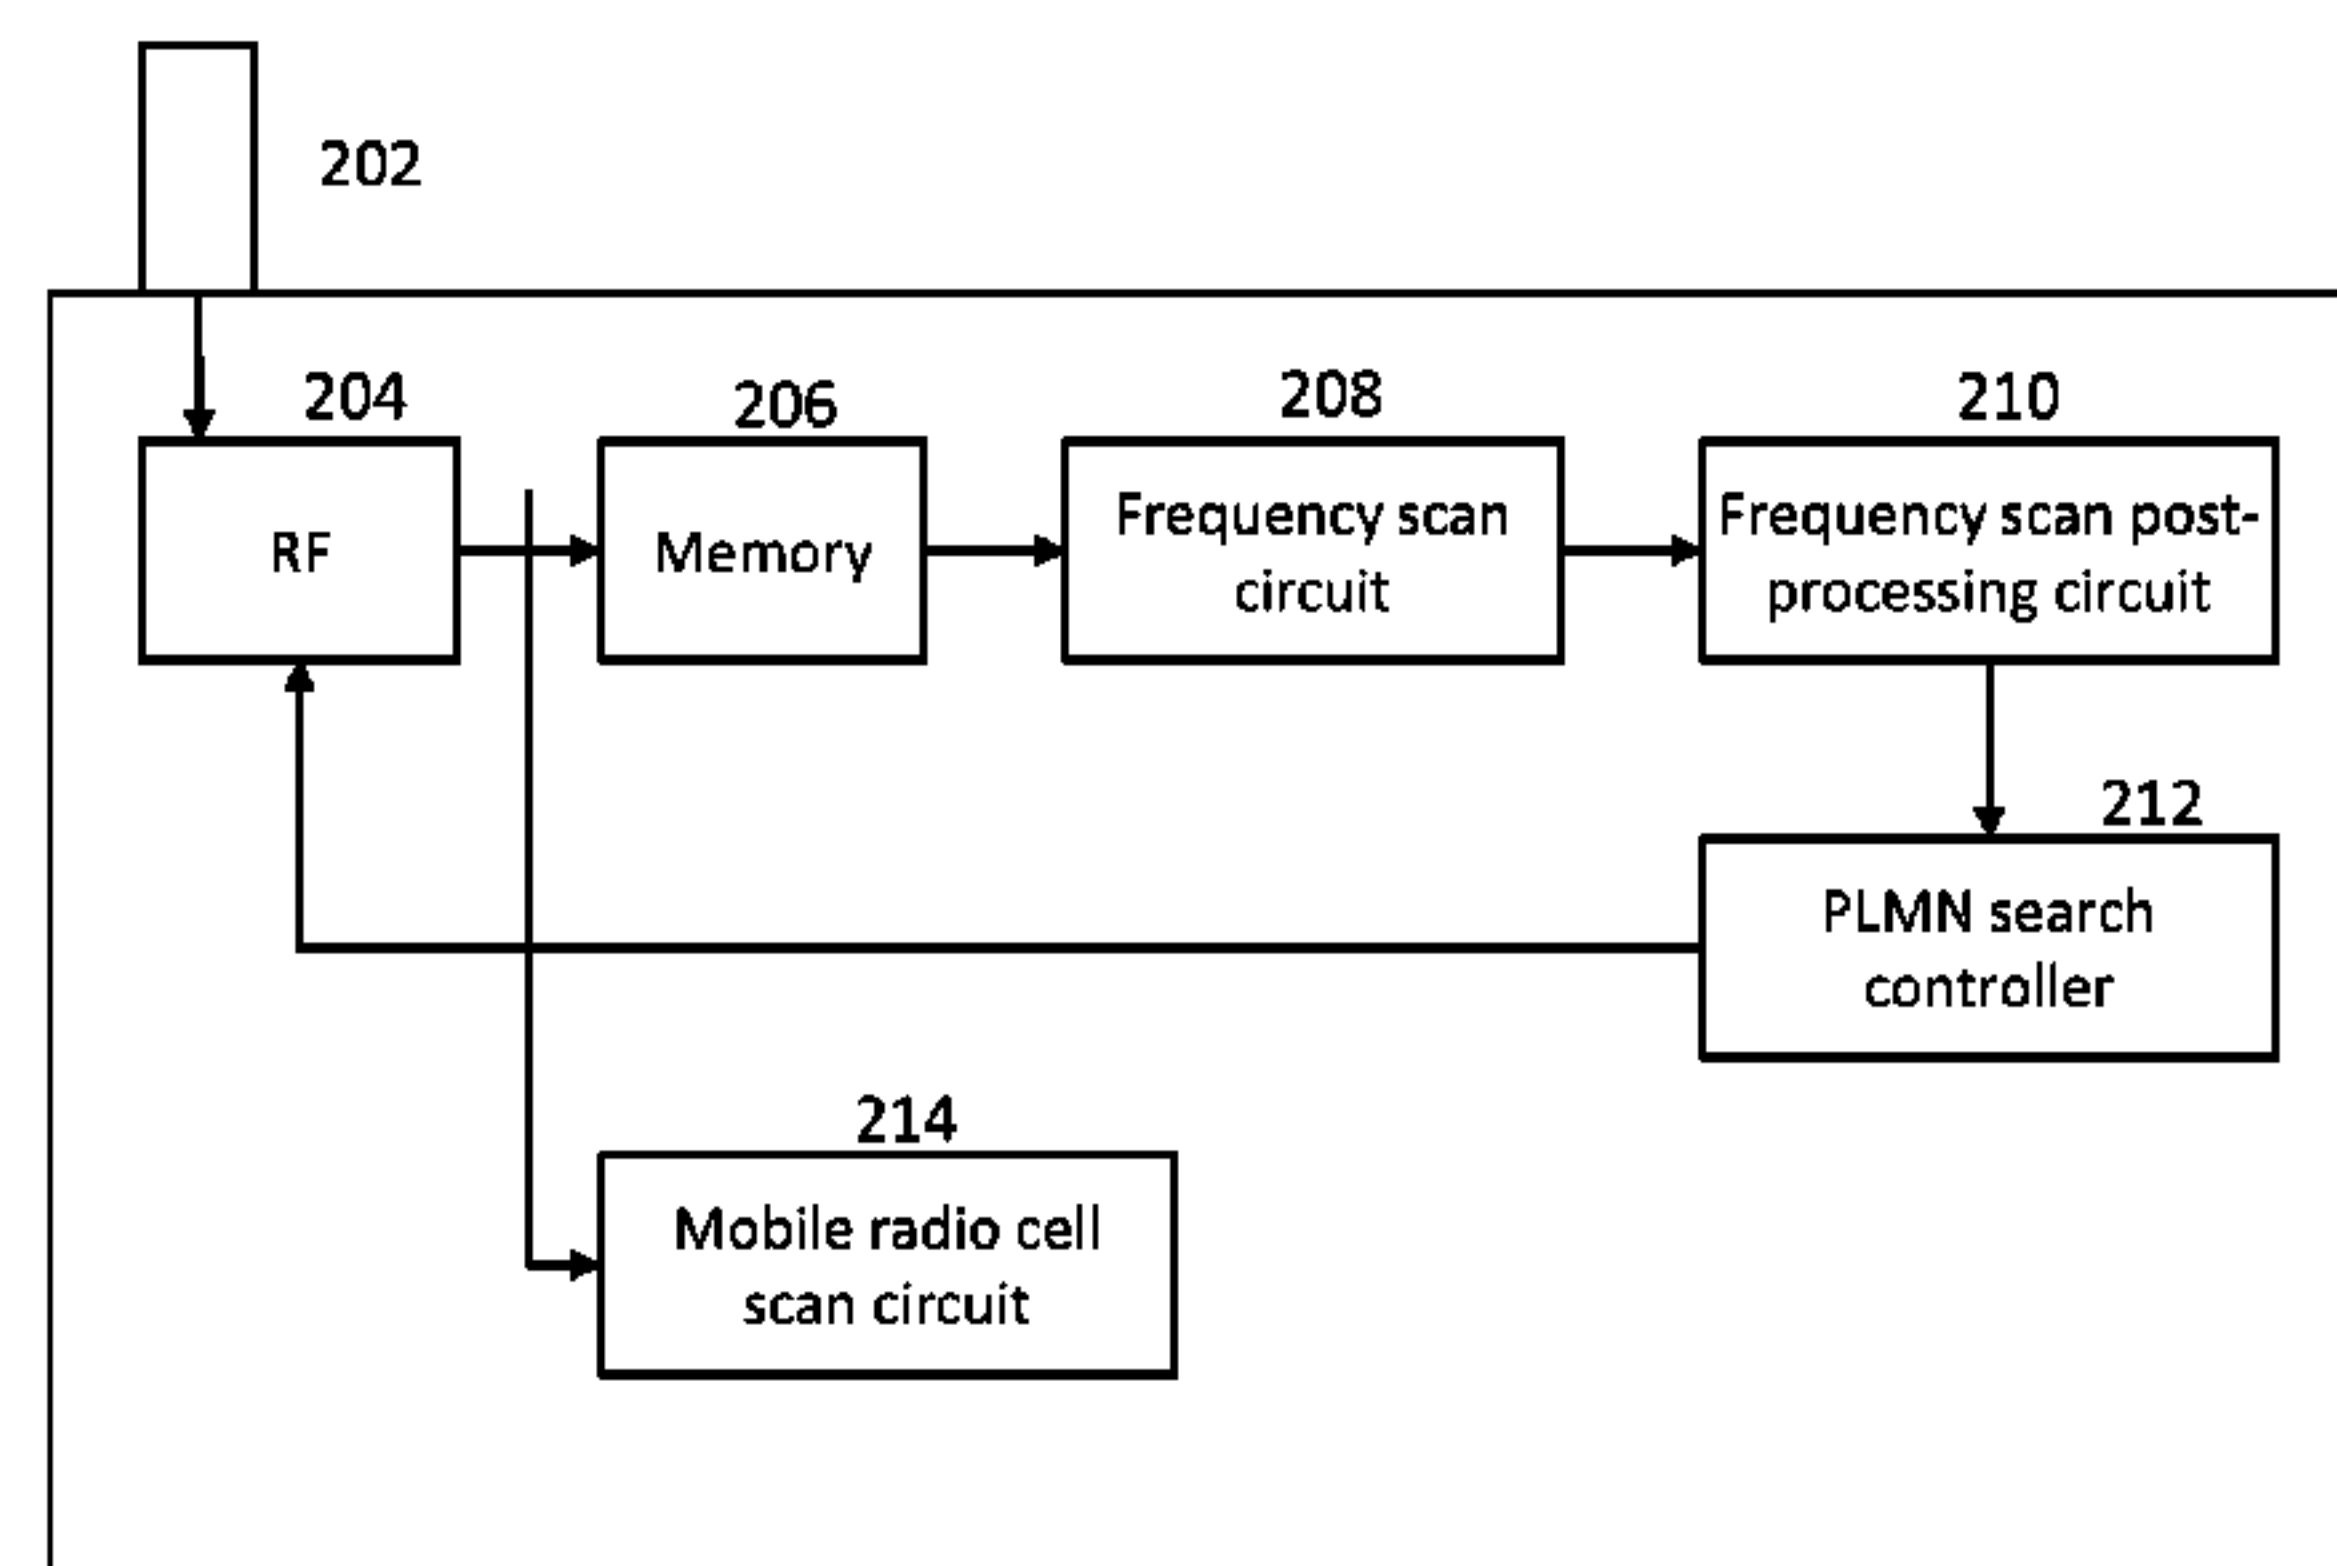 202
204
206
208
210
RF
Memory
Frequency scan
circuit
Frequency scan post-
processing circuit
212
PLMN search
controller
214
Mobile radio cell
scan circuit